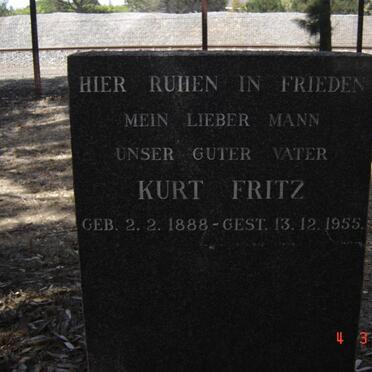 HIER RUHEN IN FRIEDEN
MEIN LIEBER MANN
UNSER GUTER VATER
KURT FRITZ
GEB. 2. 2. 1888 - GEST. 13. 12. 1955.
4 3